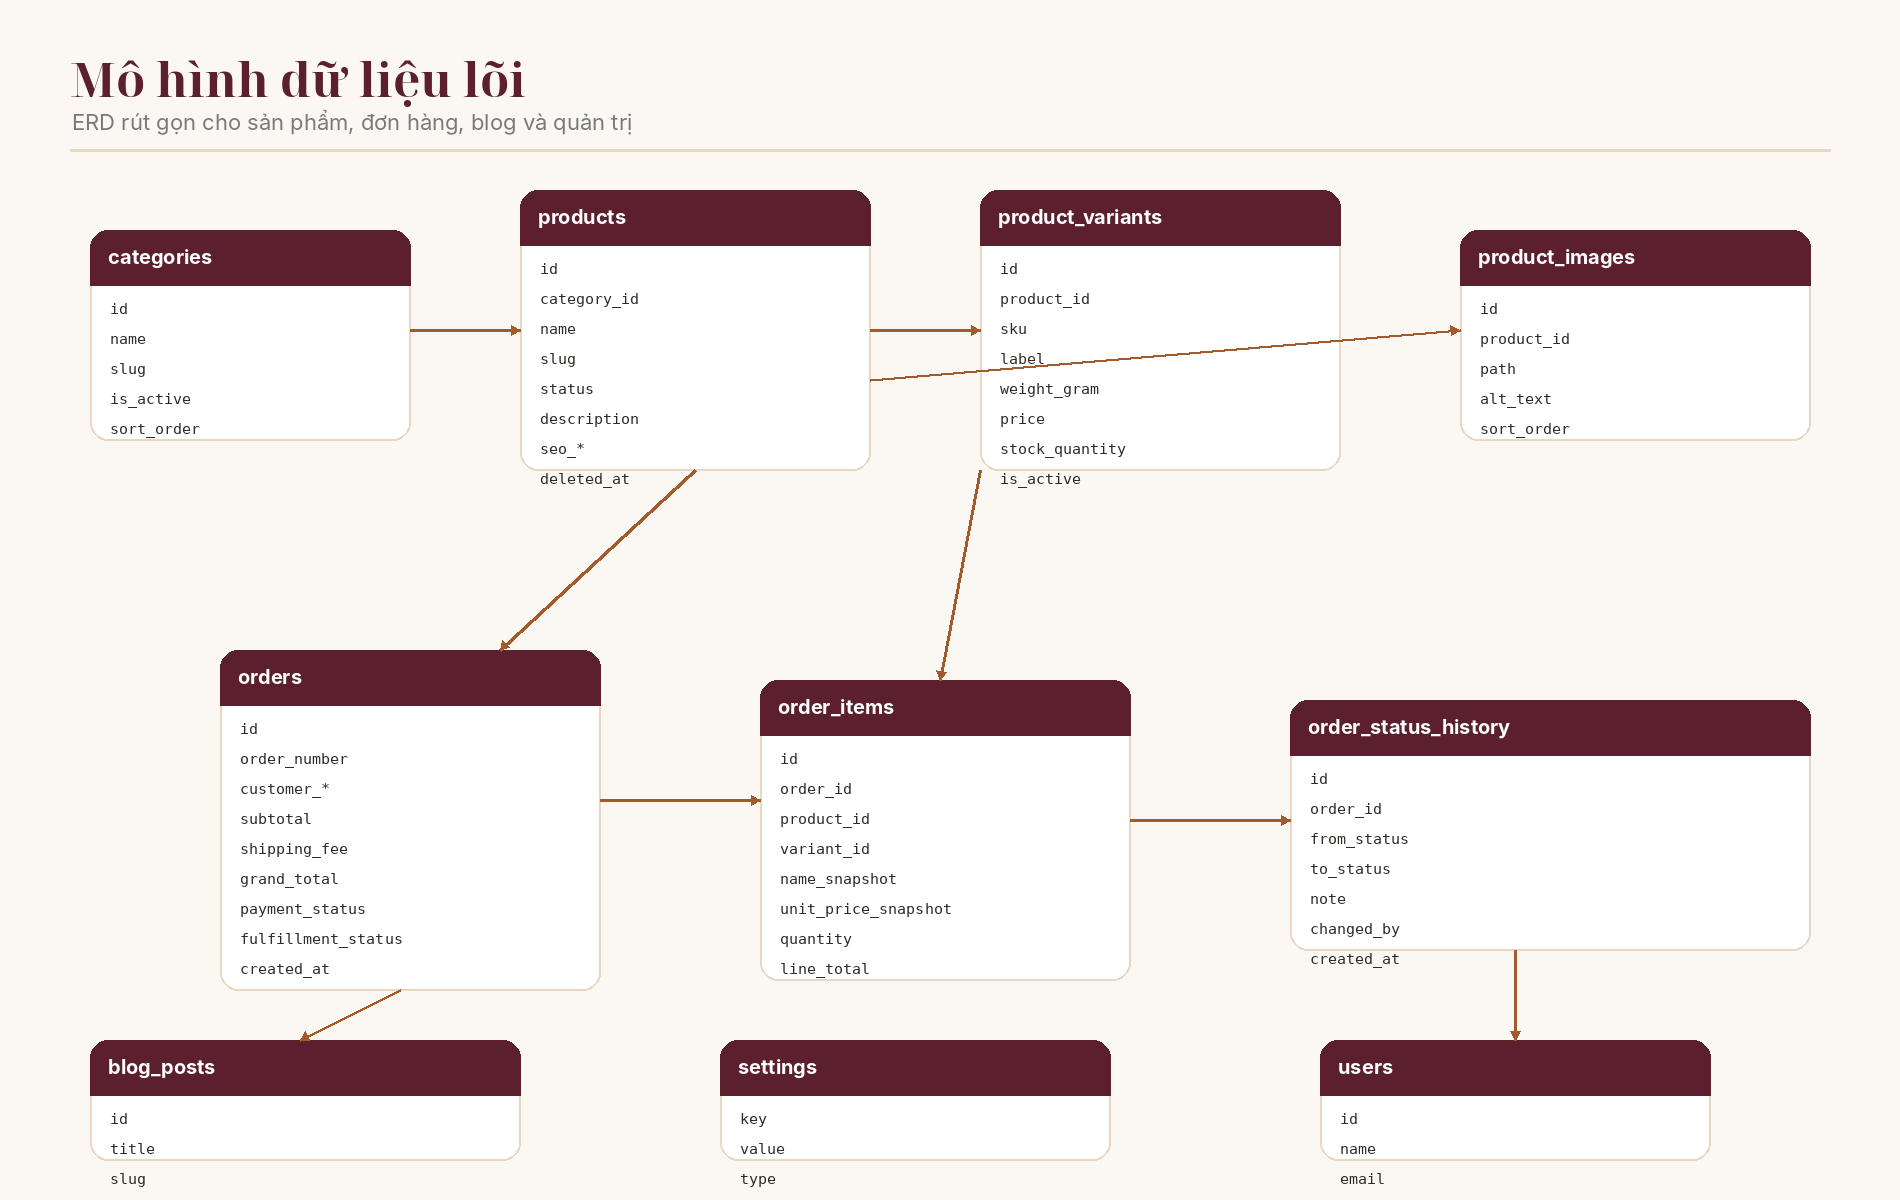 Mô hình dữ liệu lõi
ERD rút gọn cho sản phẩm, đơn hàng, blog và quản trị
categories
id
name
slug
is_active
sort_order
products
id
category_id
name
slug
status
description
seo_*
deleted_at
product_variants
id
product_id
sku
label
weight_gram
price
stock_quantity
is_active
product_images
id
product_id
path
alt_text
sort_order
orders
id
order_number
customer_*
subtotal
shipping_fee
grand_total
payment_status
fulfillment_status
created_at
order_items
id
order_id
product_id
variant_id
name_snapshot
unit_price_snapshot
quantity
line_total
order_status_history
id
order_id
from_status
to_status
note
changed_by
created_at
blog_posts
id
title
slug
settings
key
value
type
users
id
name
email